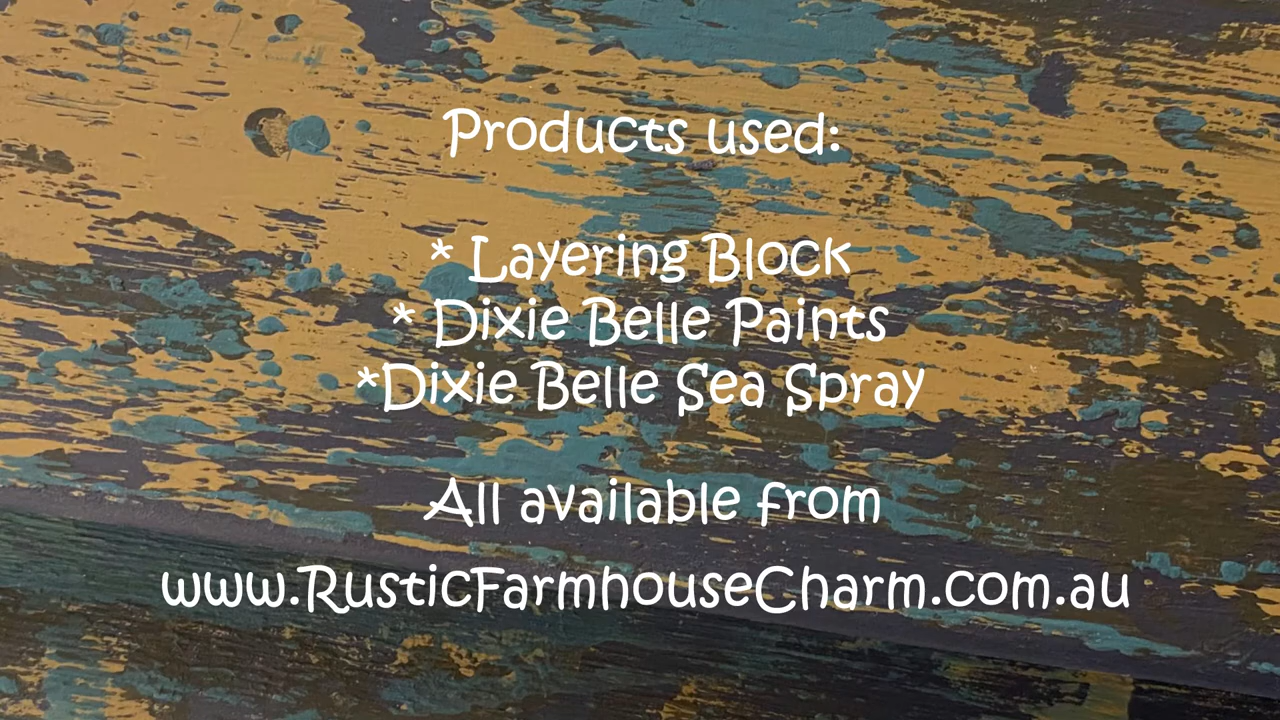 Products used:
* Layering Block
* Dixie Belle Paints
*Dixie Belle Sea Spray
All available from
www.RusticFarmhouseCharm.com.au